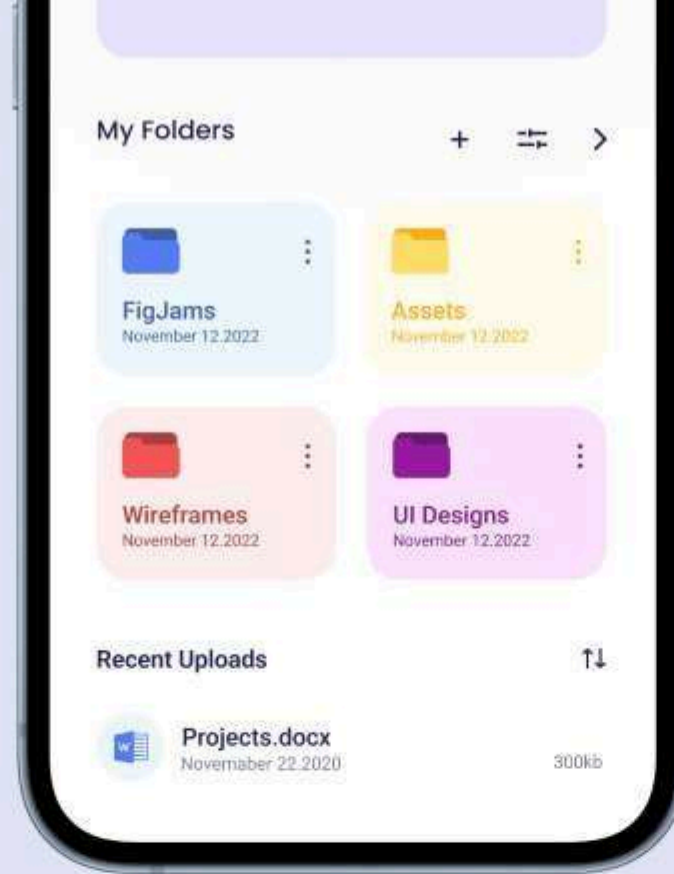 My Folders
FigJams
November 12.2022
Assets
November 12.2022
Wireframes
November 12.2022
UI Designs
November 12.2022
Recent Uploads
W
Projects.docx
Novemaber 22.2020
300kb